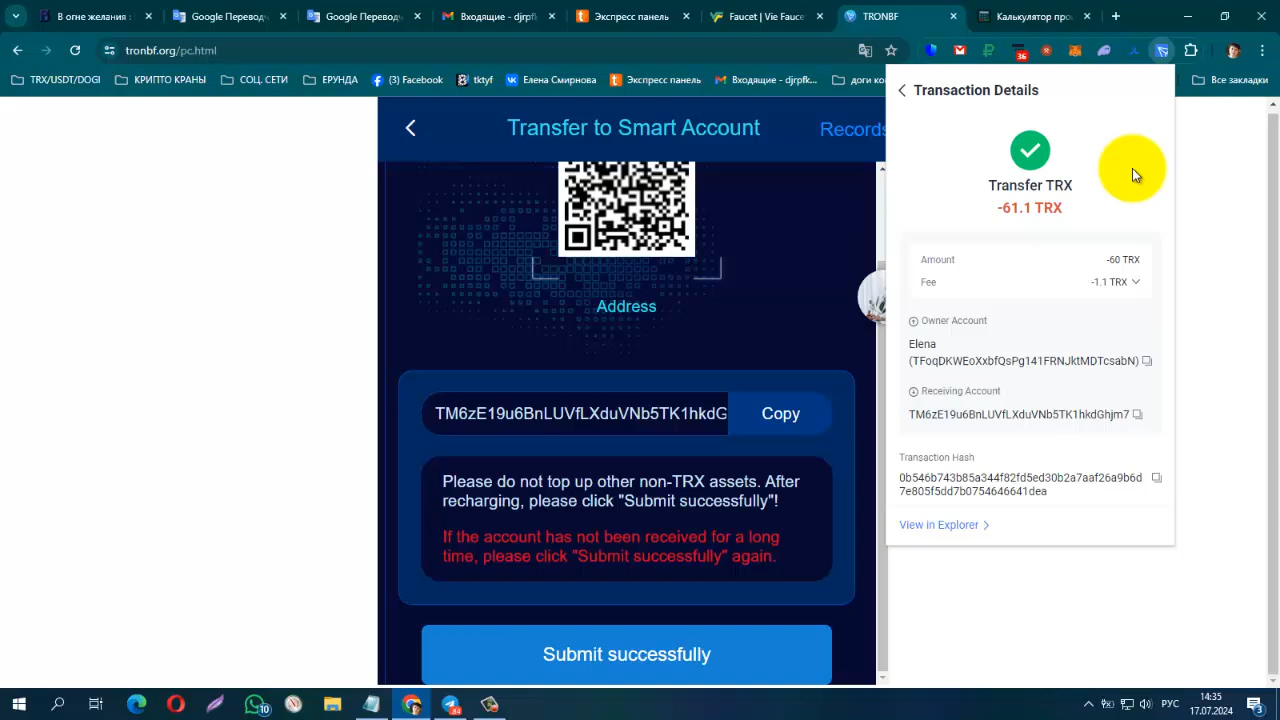 В огне олимпи
Google Переводч
Google Переводч
Входящие - djrpfk
Экспресс панель
Faucet | Vie Fauce
TRONBF
Калькулятор про
tronbf.org/pc.html
36
TRX/USDT/DOGI
КРИПТО КРАНЫ
СОЦ. СЕТИ
ЕРУНДА
(3) Facebook
tktyf
Елена Смирнова
Экспресс панель
Входящие - djrpfk...
доги ко
Все закладки
Transfer to Smart Account
Records
Address
TM6zE19u6BnLUVfLXduVNb5TK1hkdG
Copy
Please do not top up other non-TRX assets. After
recharging, please click "Submit successfully"!
If the account has not been received for a long
time, please click "Submit successfully" again.
Submit successfully
Transaction Details
Transfer TRX
-61.1 TRX
Amount
-60 TRX
Fee
-1.1 TRX
Owner Account
Elena
(TFoqDKWEoXxbfQsPg141FRNJktMDTcsabN)
Receiving Account
TM6zE19u6BnLUVfLXduVNb5TK1hkdGhjm7
Transaction Hash
0b546b743b85a344f82fd5ed30b2a7aaf26a9b6d
7e805f5dd7b0754646641dea
View in Explorer
10
84
РУС
14:35
17.07.2024
3